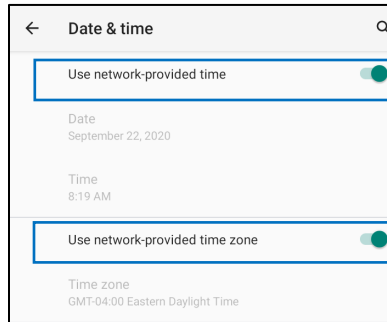 Date & time
Use network-provided time
Date
September 22, 2020
Time
8:19 AM
Use network-provided time zone
Time zone
GMT-04:00 Eastern Daylight Time